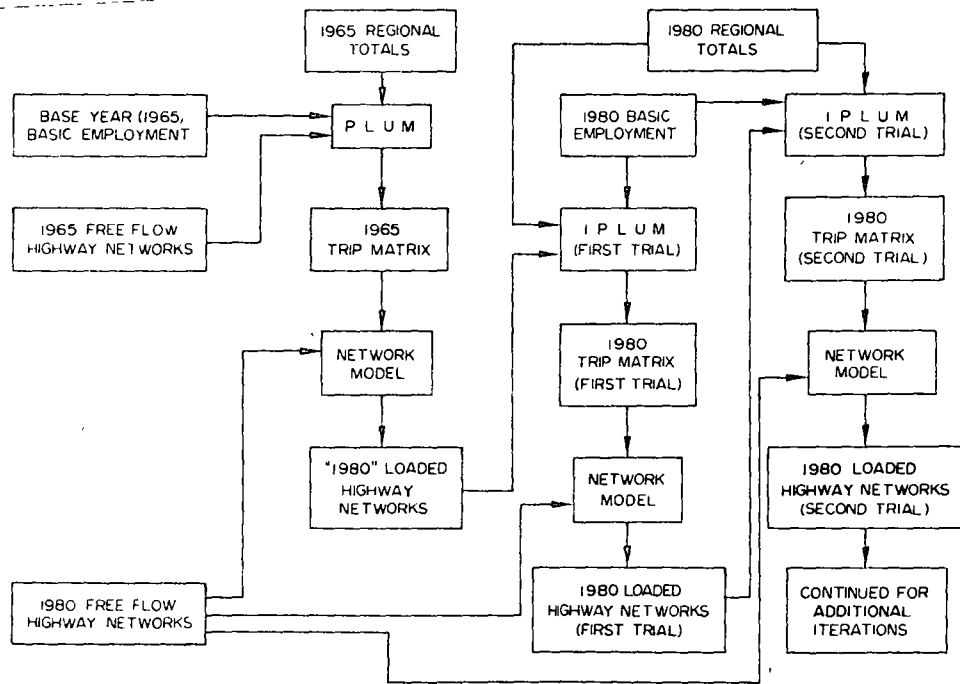 1965 REGIONAL
TOTALS
BASE YEAR (1965,
BASIC EMPLOYMENT
P L U M
1965 FREE FLOW
HIGHWAY NETWORKS
1965
TRIP MATRIX
NETWORK
MODEL
"1980" LOADED
HIGHWAY
NETWORKS
1980 FREE FLOW
HIGHWAY NETWORKS
1980 REGIONAL
TOTALS
1980 BASIC
EMPLOYMENT
I P L U M
(FIRST TRIAL)
1980
TRIP MATRIX
(FIRST TRIAL)
NETWORK
MODEL
1980 LOADED
HIGHWAY NETWORKS
(FIRST TRIAL)
I P L U M
(SECOND TRIAL)
1980
TRIP MATRIX
(SECOND TRIAL)
NETWORK
MODEL
1980 LOADED
HIGHWAY NETWORKS
(SECOND TRIAL)
CONTINUED FOR
ADDITIONAL
ITERATIONS